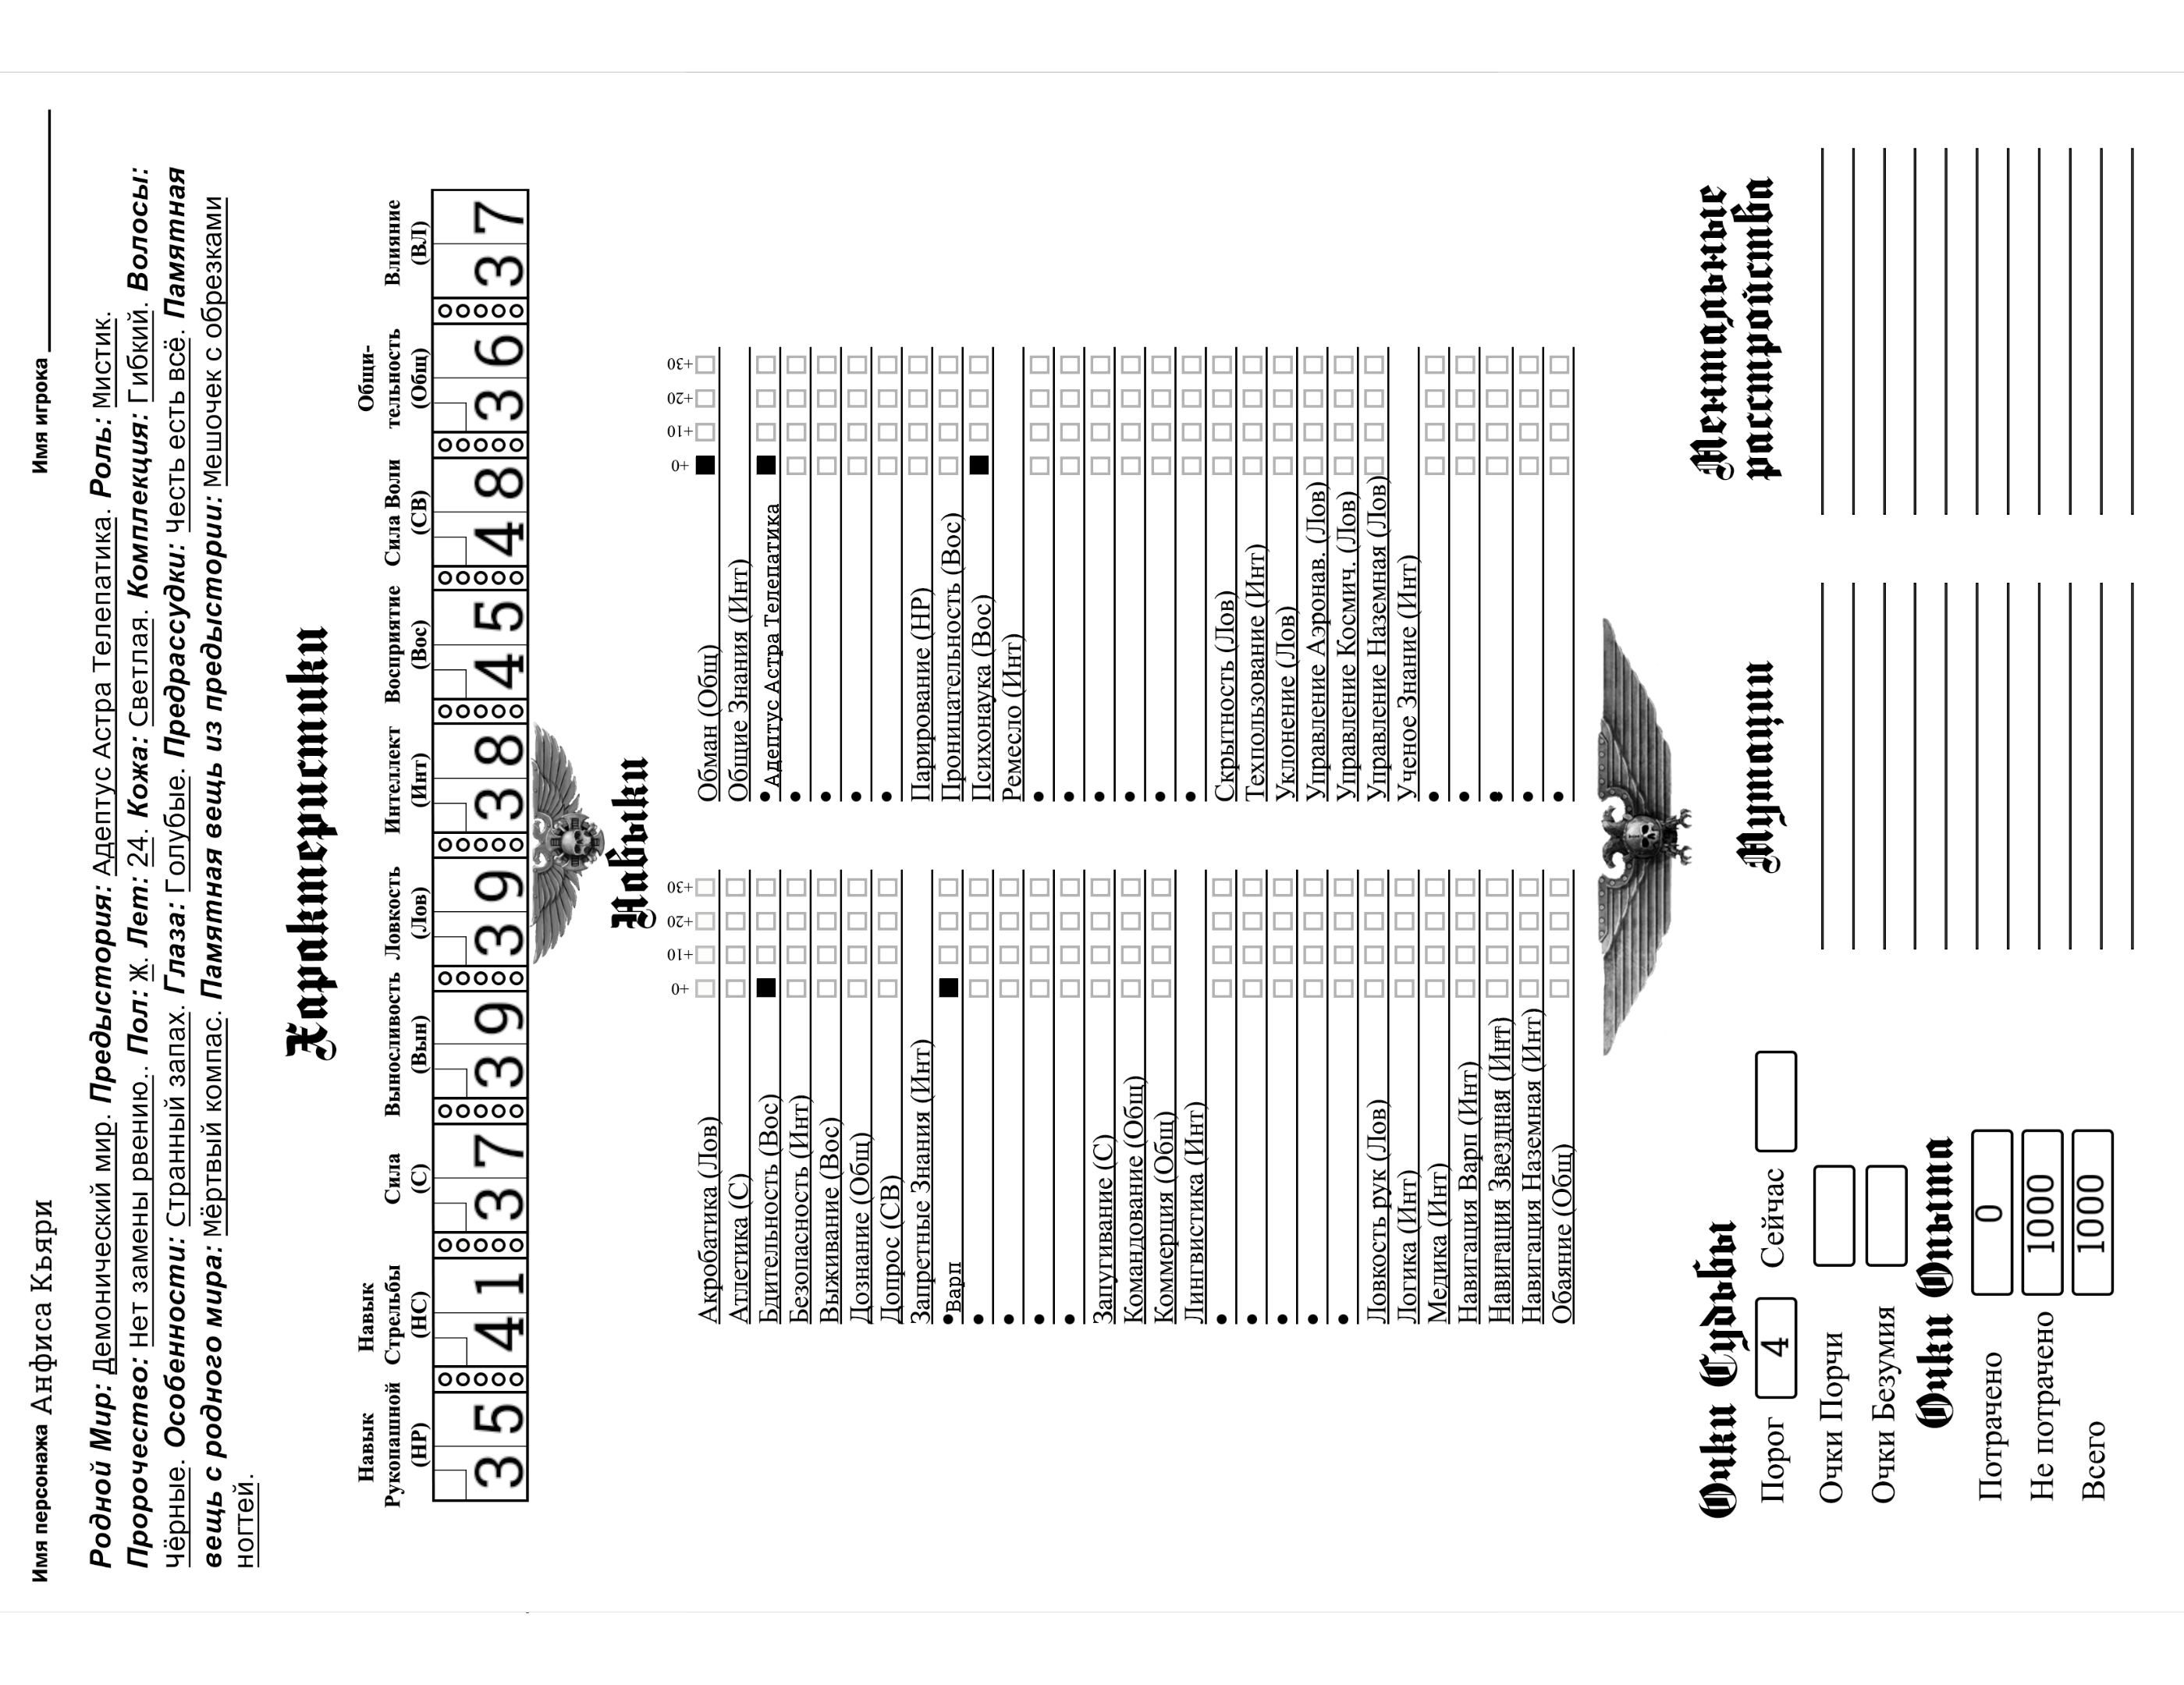 Имя персонажа Анфиса Кьяри
Имя игрока
Родной Мир: Демонический мир. Предыстория: Адептус Астра Телепатика. Роль: Мистик.
Пророчество: Нет замены рвению.. Пол: Ж. Лет: 24. Кожа: Светлая. Комплекция: Гибкий. Волосы:
Чёрные. Особенности: Странный запах. Глаза: Голубые. Предрассудки: Честь есть всё. Памятная
вещь с родного мира: Мёртвый компас. Памятная вещь из предыстории: Мешочек с обрезками
ногтей.
Характеристики
Навык Рукопашной (НР)
35
Навык Стрельбы (НС)
41
Сила (С)
37
Выносливость (Вын)
39
Ловкость (Лов)
39
Интеллект (Инт)
38
Восприятие (Вос)
45
Сила Воли (СВ)
48
Общи-
тельность
(Общ)
36
Влияние (ВЛ)
37
Навыки
+0 +10 +20 +30
Акробатика (Лов)
Атлетика (С)
Бдительность (Вос)
Безопасность (Инт)
Выживание (Вос)
Дознание (Общ)
Допрос (СВ)
Запретные Знания (Инт)
• Варп
•
•
•
•
Запугивание (С)
Командование (Общ)
Коммерция (Общ)
Лингвистика (Инт)
•
•
•
•
•
Ловкость рук (Лов)
Логика (Инт)
Медика (Инт)
Навигация Варп (Инт)
Навигация Звездная (Инт)
Навигация Наземная (Инт)
Обаяние (Общ)
+0 +10 +20 +30
Обман (Общ)
Общие Знания (Инт)
• Адептус Астра Телепатика
•
•
•
•
Парирование (НР)
Проницательность (Вос)
Психонаука (Вос)
Ремесло (Инт)
•
•
•
•
•
•
Скрытность (Лов)
Техпользование (Инт)
Уклонение (Лов)
Управление Аэронав. (Лов)
Управление Космич. (Лов)
Управление Наземная (Лов)
Ученое Знание (Инт)
•
•
•
•
•
Очки Судьбы
Порог 4 Сейчас
Очки Порчи
Очки Безумия
Очки Опыта
Потрачено 0
Не потрачено 1000
Всего 1000
Мутации
Ментальные
расстройства